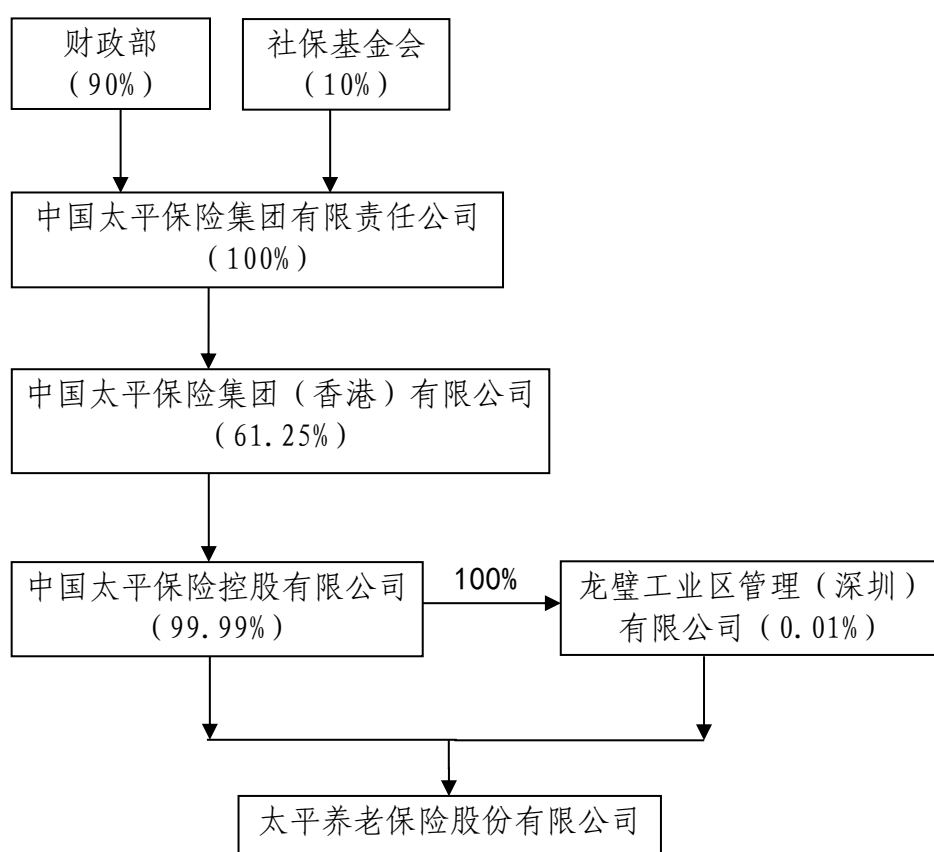 财政部
(90%)
社保基金会
(10%)
中国太平保险集团有限责任公司
(100%)
中国太平保险集团（香港）有限公司
(61.25%)
中国太平保险控股有限公司
(99.99%)
100%
龙璧工业区管理（深圳）
有限公司(0.01%)
太平养老保险股份有限公司